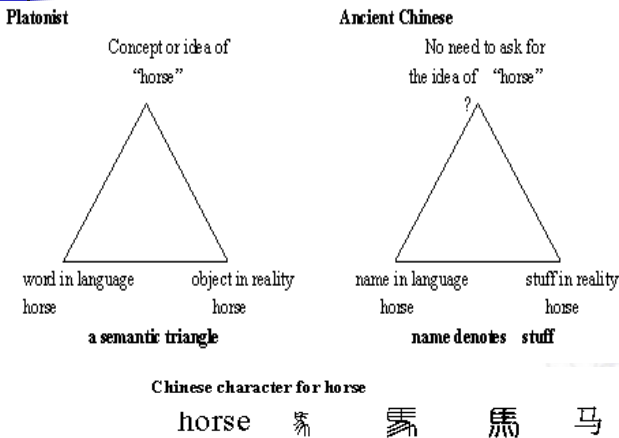 Platonist
Concept or idea of
“horse”
word in language
horse
object in reality
horse
a semantic triangle
Ancient Chinese
No need to ask for
the idea of “horse”
?
name in language
horse
stuff in reality
horse
name denotes stuff
Chinese character for horse
horse 馬 马